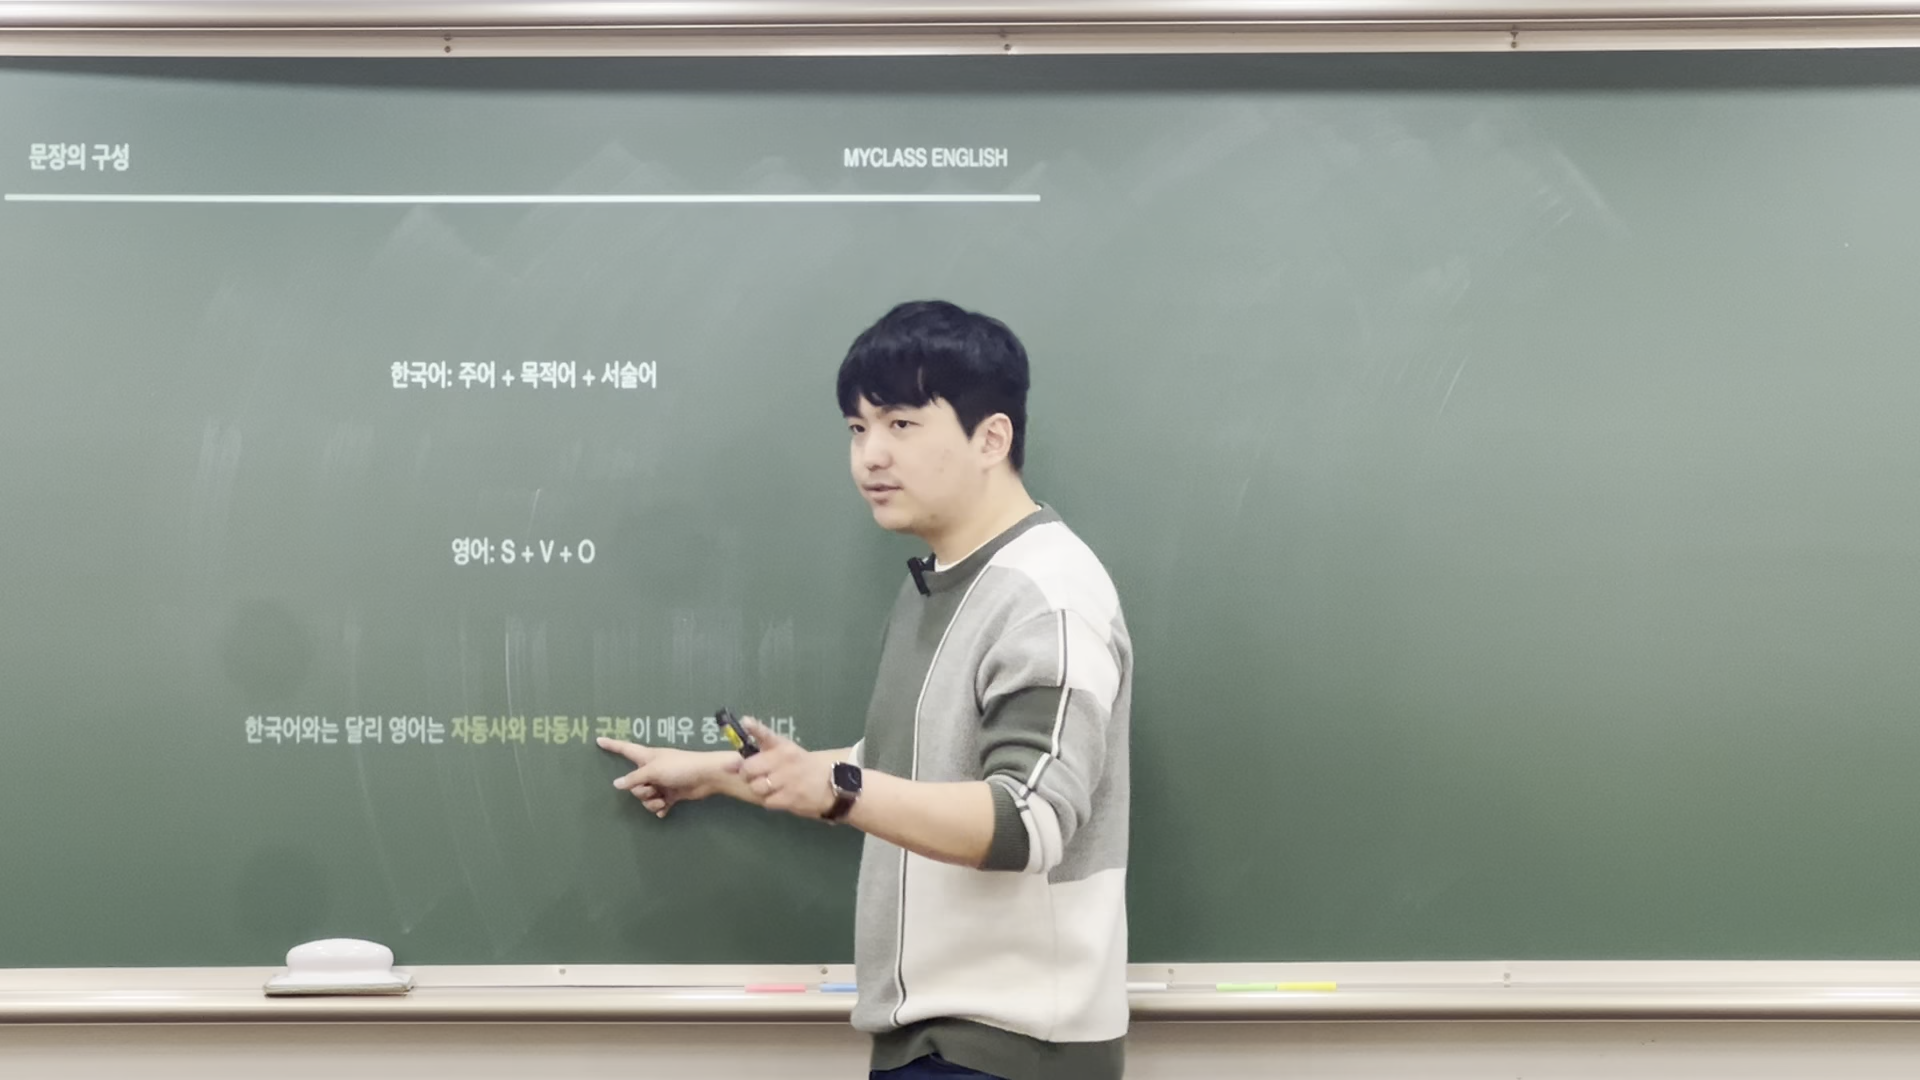 문장의 구성
MYCLASS ENGLISH
한국어: 주어 + 목적어 + 서술어
영어: S + V + O
한국어와는 달리 영어는 자동사와 타동사 구분이 매우